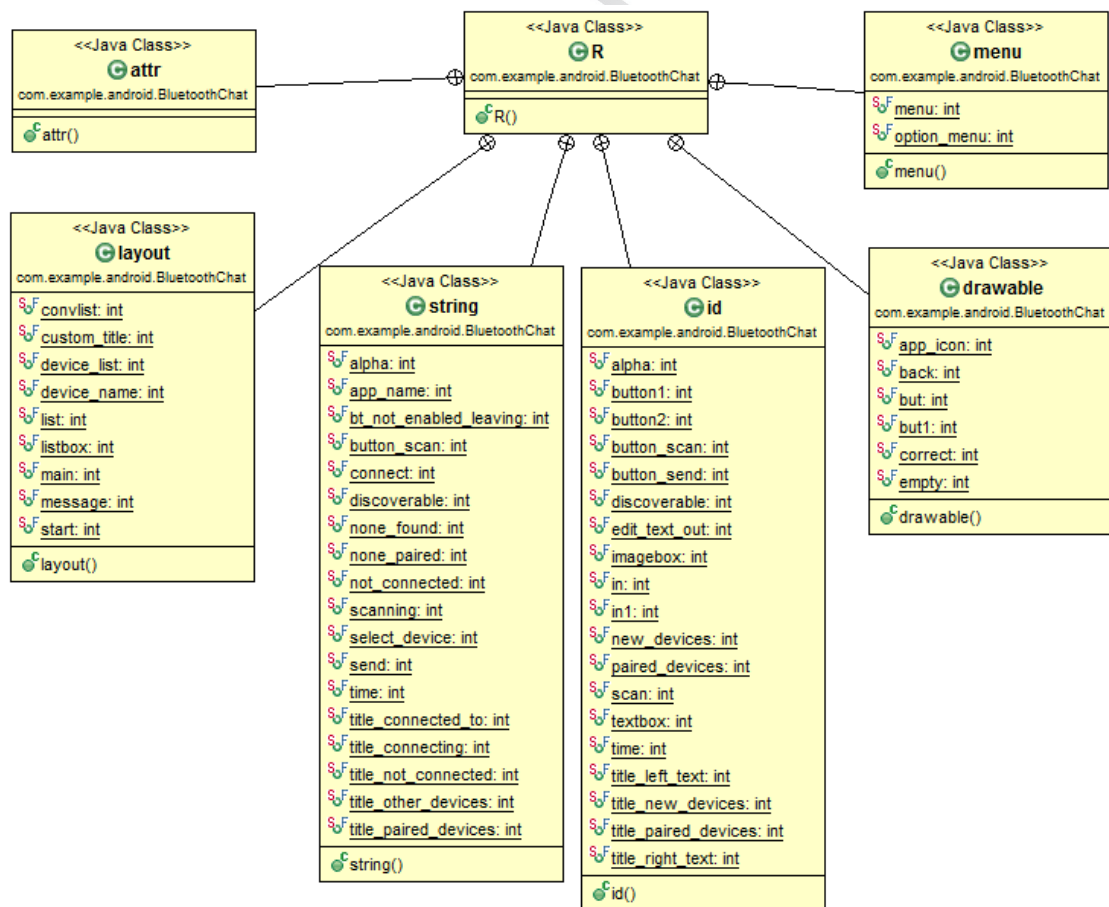 <<Java Class>>
attr
com.example.android.BluetoothChat
attr()
<<Java Class>>
R
com.example.android.BluetoothChat
R()
<<Java Class>>
menu
com.example.android.BluetoothChat
menu: int
option_menu: int
menu()
<<Java Class>>
layout
com.example.android.BluetoothChat
convlist: int
custom_title: int
device_list: int
device_name: int
list: int
listbox: int
main: int
message: int
start: int
layout()
<<Java Class>>
string
com.example.android.BluetoothChat
alpha: int
app_name: int
bt_not_enabled_leaving: int
button_scan: int
connect: int
discoverable: int
none_found: int
none_paired: int
not_connected: int
scanning: int
select_device: int
send: int
time: int
title_connected_to: int
title_connecting: int
title_not_connected: int
title_other_devices: int
title_paired_devices: int
string()
<<Java Class>>
id
com.example.android.BluetoothChat
alpha: int
button1: int
button2: int
button_scan: int
button_send: int
discoverable: int
edit_text_out: int
imagebox: int
in: int
in1: int
new_devices: int
paired_devices: int
scan: int
textbox: int
time: int
title_left_text: int
title_new_devices: int
title_paired_devices: int
title_right_text: int
id()
<<Java Class>>
drawable
com.example.android.BluetoothChat
app_icon: int
back: int
but: int
but1: int
correct: int
empty: int
drawable()